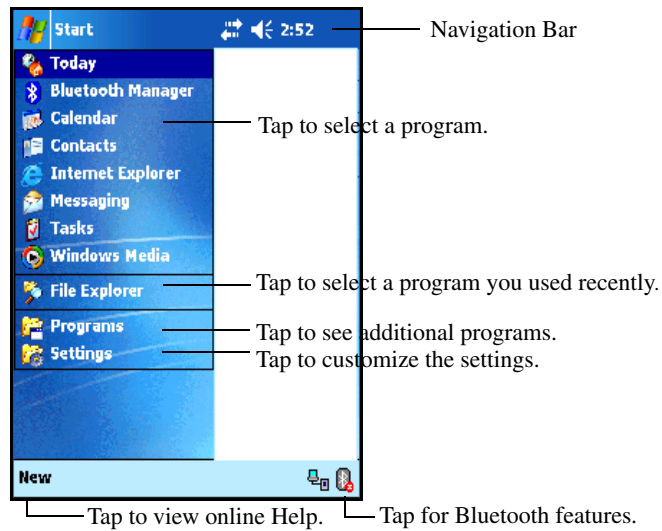 Start 2:52 Navigation Bar
Today
Bluetooth Manager
Calendar Tap to select a program.
Contacts
Internet Explorer
Messaging
Tasks
Windows Media
File Explorer Tap to select a program you used recently.
Programs Tap to see additional programs.
Settings Tap to customize the settings.
New
Tap to view online Help. Tap for Bluetooth features.